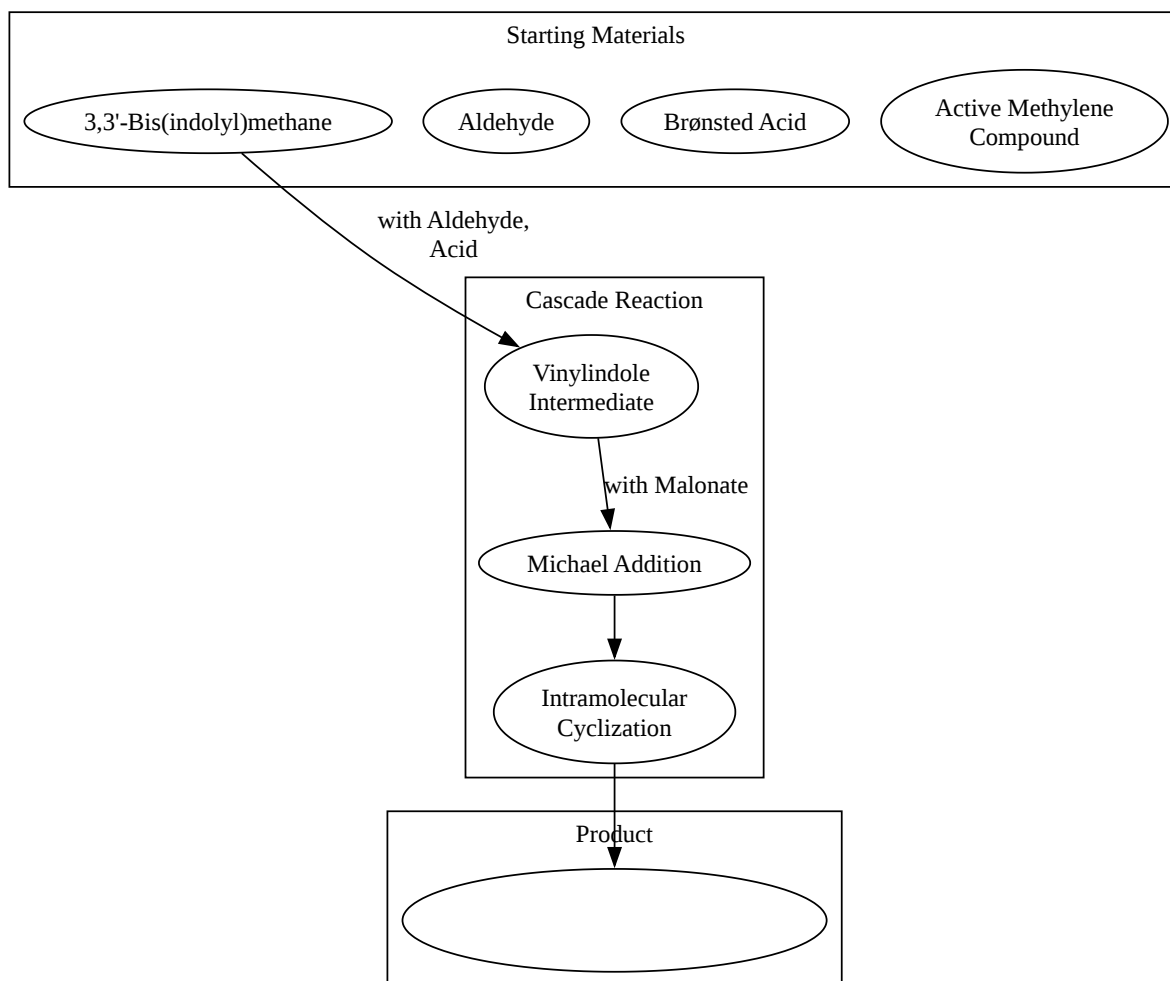 Starting Materials
3,3'-Bis(indolyl)methane
Aldehyde
Brønsted Acid
Active Methylene
Compound
with Aldehyde,
Acid
Cascade Reaction
Vinylindole
Intermediate
with Malonate
Michael Addition
Intramolecular
Cyclization
Product